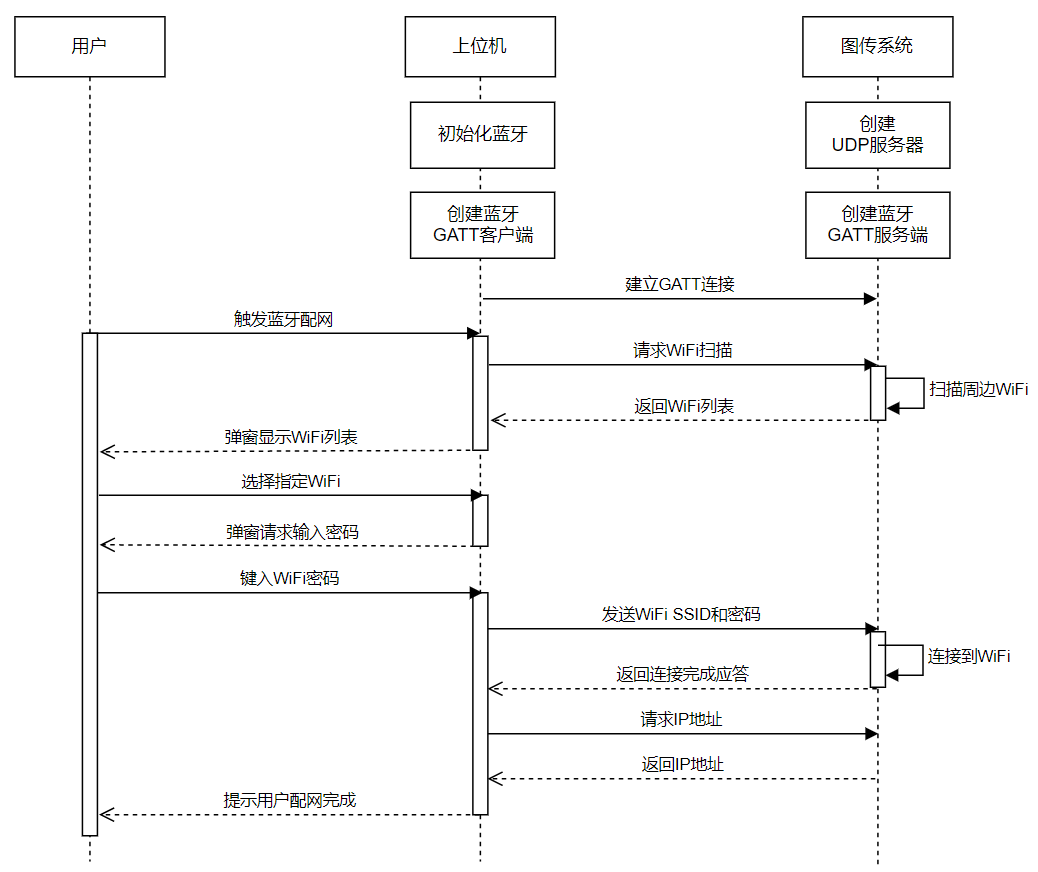 用户
上位机
图传系统
初始化蓝牙
创建
UDP服务器
创建蓝牙
GATT客户端
创建蓝牙
GATT服务端
建立GATT连接
触发蓝牙配网
请求WiFi扫描
扫描周边WiFi
返回WiFi列表
弹窗显示WiFi列表
选择指定WiFi
弹窗请求输入密码
键入WiFi密码
发送WiFi SSID和密码
连接到WiFi
返回连接完成应答
请求IP地址
返回IP地址
提示用户配网完成